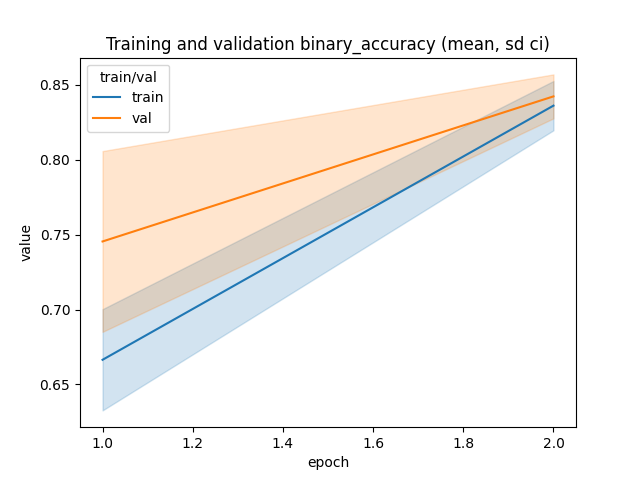 Training and validation binary_accuracy (mean, sd ci)
train/val
train
val
0.85
0.80
0.75
0.70
0.65
value
1.0 1.2 1.4 1.6 1.8 2.0
epoch